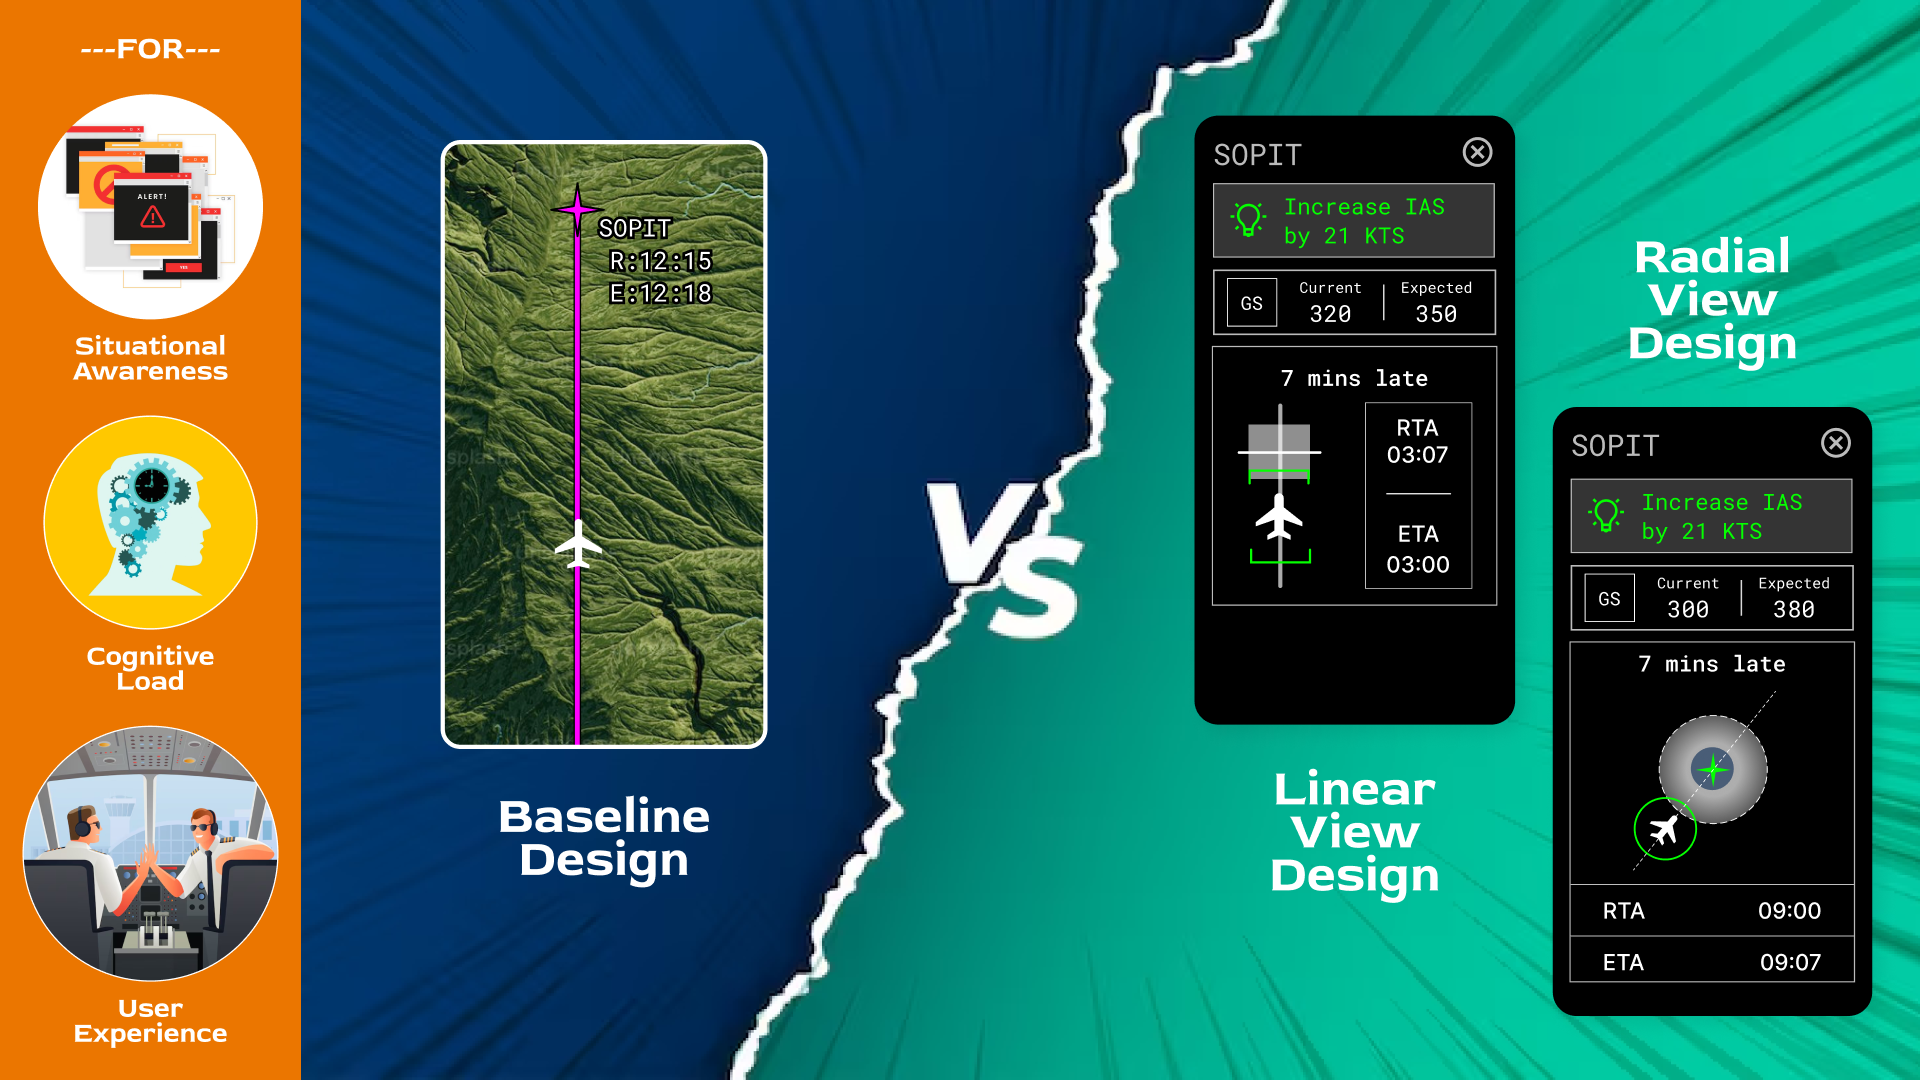 ---FOR---
ALERT!
YES
Situational
Awareness
Cognitive
Load
User
Experience
SOPIT
R:12:15
E:12:18
Baseline
Design
VS
SOPIT
Increase IAS
by 21 KTS
GS
Current
320
Expected
350
7 mins late
RTA
03:07
ETA
03:00
Linear
View
Design
Radial
View
Design
SOPIT
Increase IAS
by 21 KTS
GS
Current
300
Expected
380
7 mins late
RTA 09:00
ETA 09:07